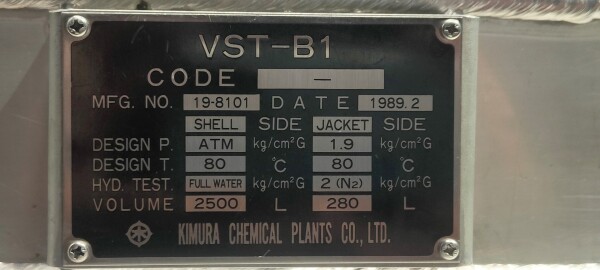 VST-B1
CODE —
MFG. NO. 19-8101 DATE 1989.2
SHELL SIDE JACKET SIDE
DESIGN P. ATM kg/cm²G 1.9 kg/cm²G
DESIGN T. 80 ℃ 80 ℃
HYD. TEST. FULL WATER kg/cm²G 2 (N₂) kg/cm²G
VOLUME 2500 L 280 L
KIMURA CHEMICAL PLANTS CO., LTD.